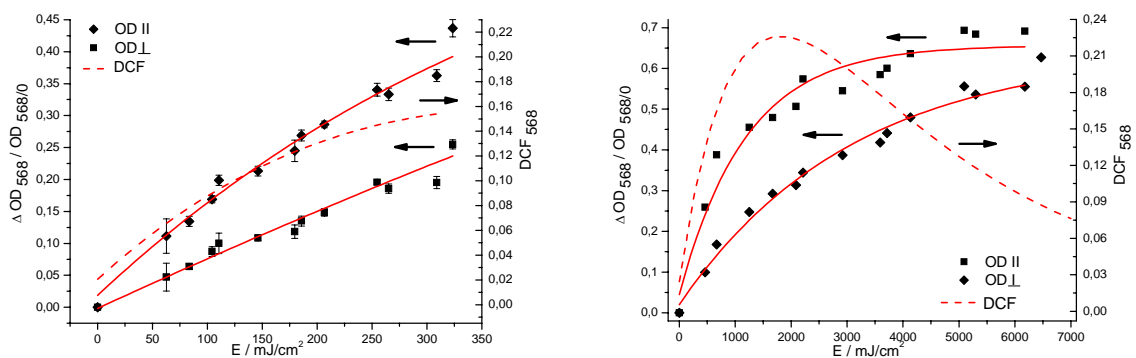 0,45
0,40
0,35
0,30
0,25
0,20
0,15
0,10
0,05
0,00
Δ OD 568 / OD 568/0
OD II
OD⊥
DCF
0,22
0,20
0,18
0,16
0,14
0,12
0,10
0,08
0,06
0,04
0,02
0,00
DCF 568
0 50 100 150 200 250 300 350
E / mJ/cm²
0,7
0,6
0,5
0,4
0,3
0,2
0,1
0,0
Δ OD 568 / OD 568/0
OD II
OD⊥
DCF
0,24
0,21
0,18
0,15
0,12
0,09
0,06
0,03
0,00
DCF 568
0 1000 2000 3000 4000 5000 6000 7000
E / mJ/cm²